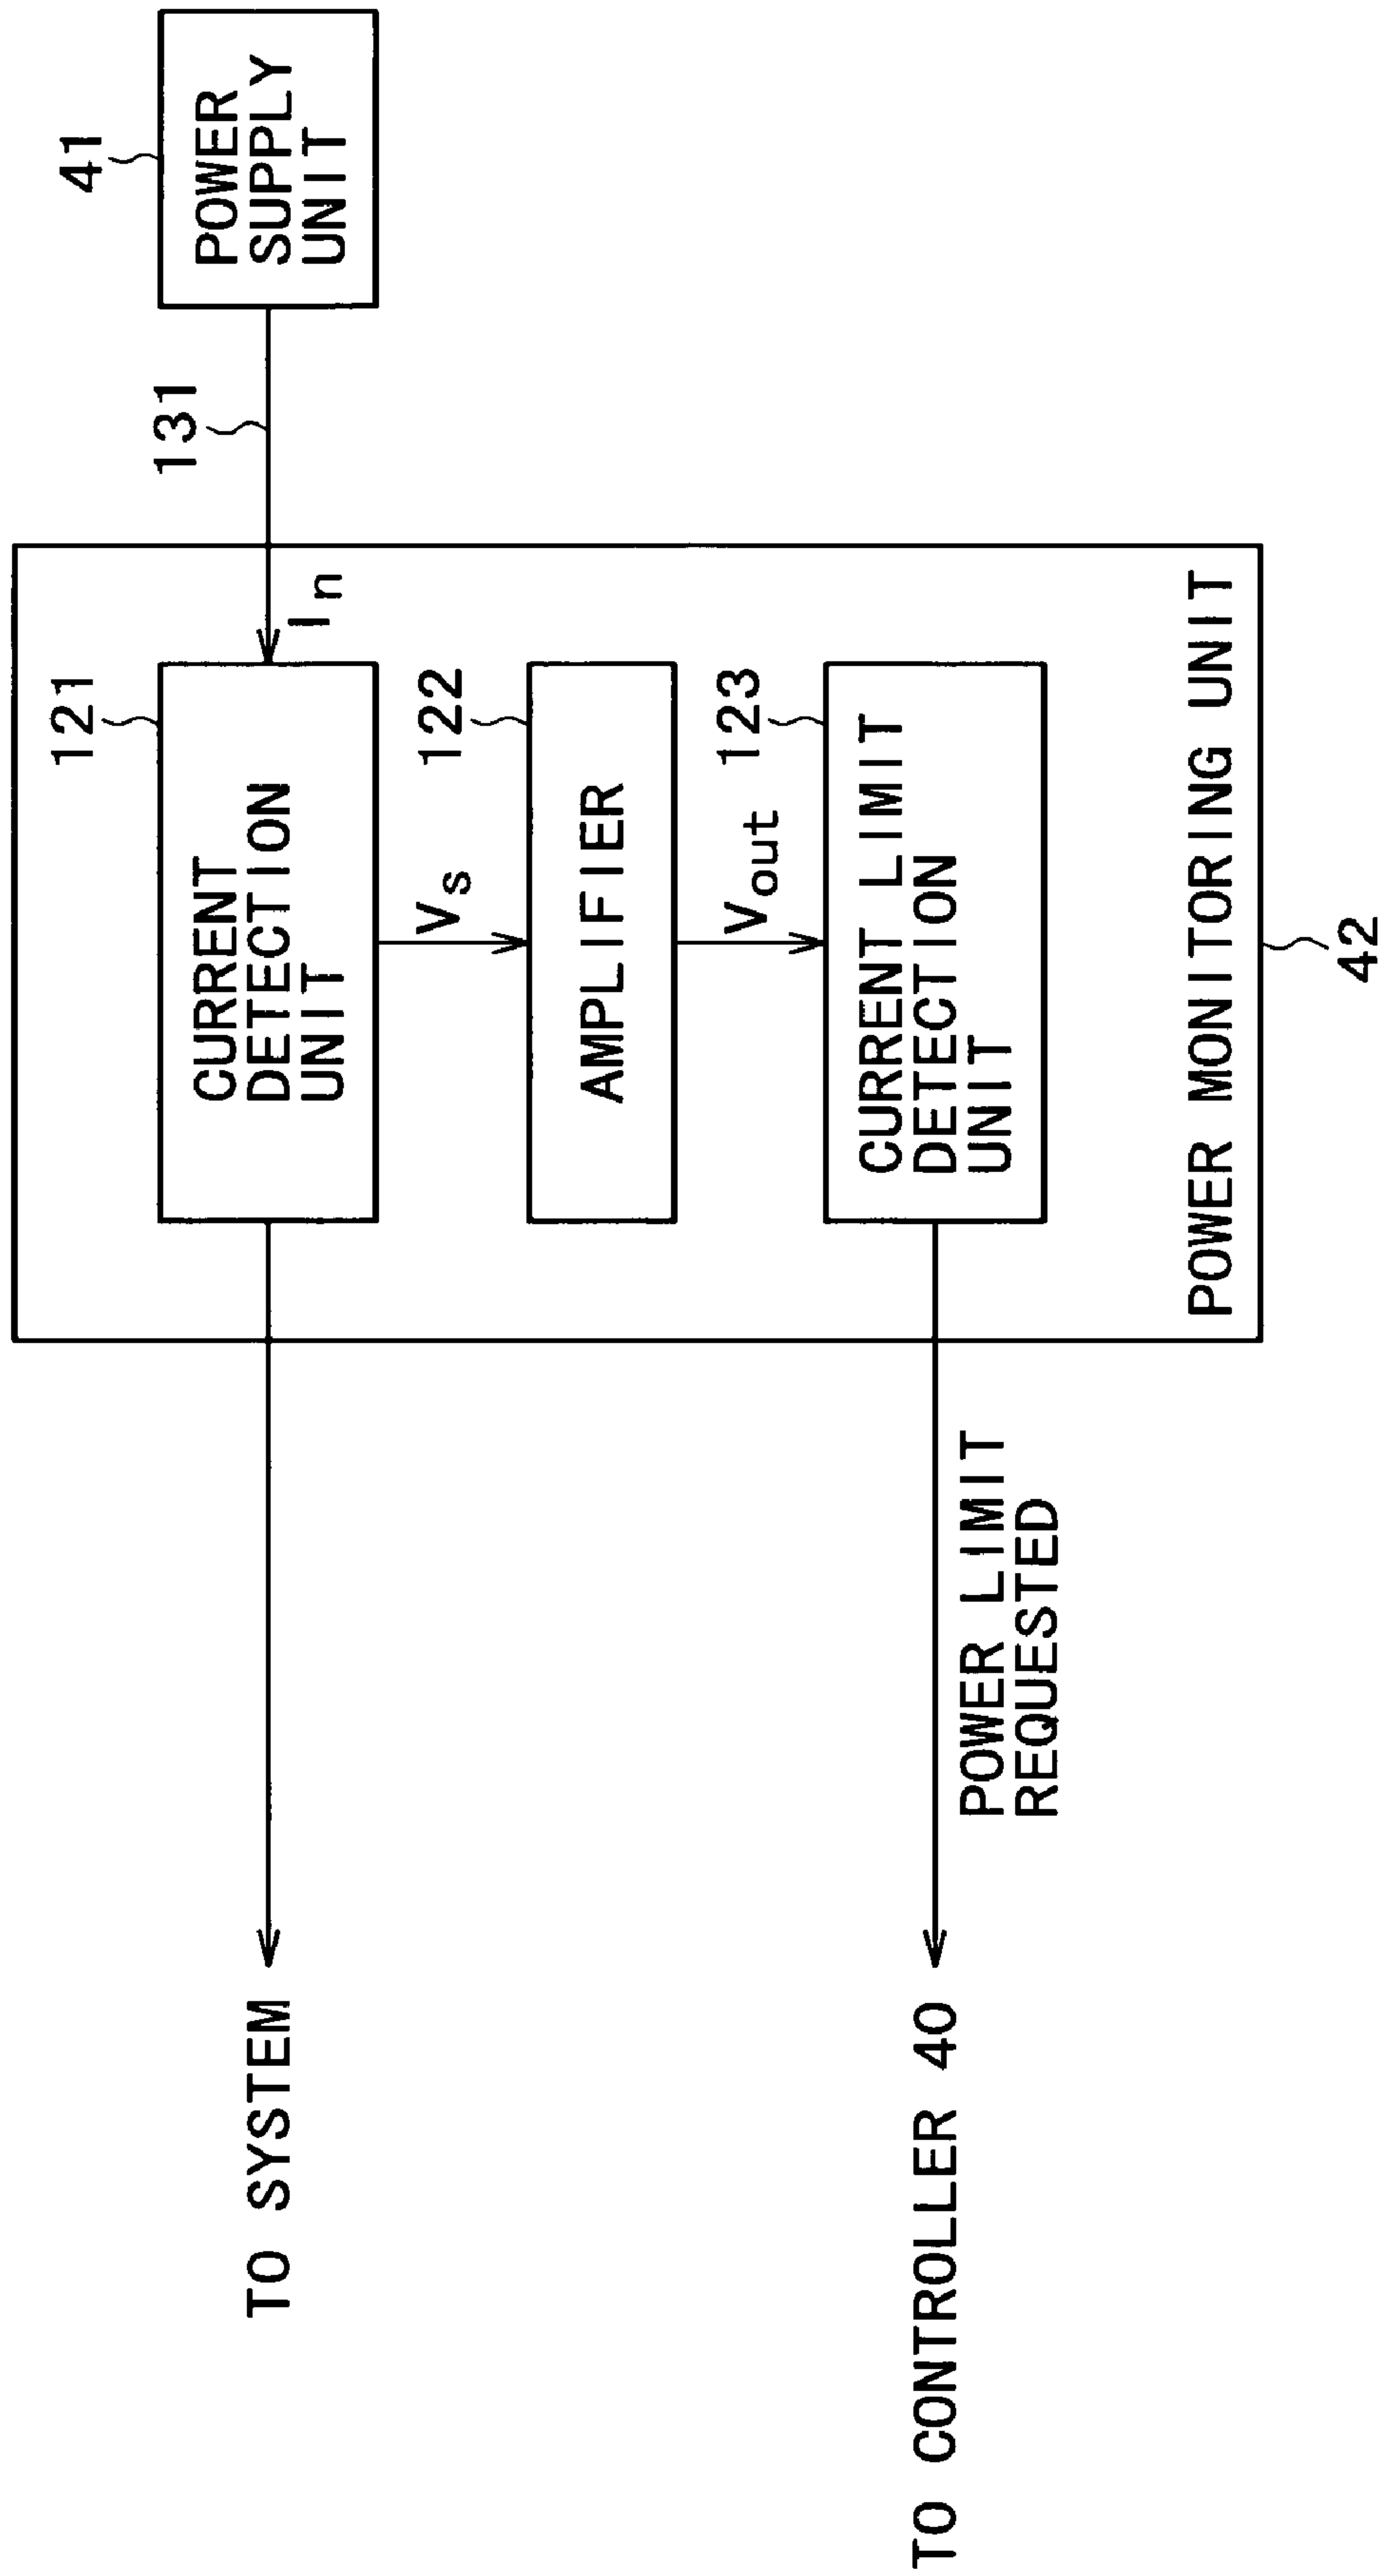 41
POWER
SUPPLY
UNIT
131
I n
121
CURRENT
DETECTION
UNIT
Vs
122
AMPLIFIER
Vout
123
CURRENT LIMIT
DETECTION
UNIT
POWER MONITORING UNIT
42
TO SYSTEM
POWER LIMIT
REQUESTED
TO CONTROLLER 40